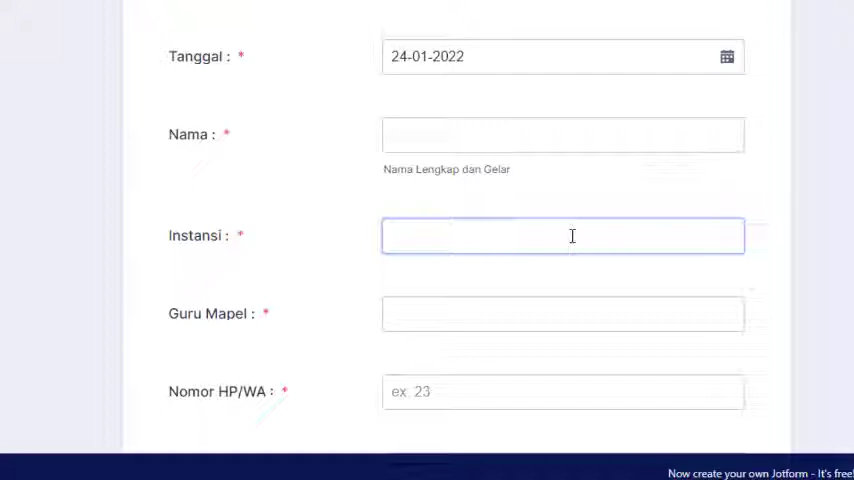 Tanggal : *
24-01-2022
Nama : *
Nama Lengkap dan Gelar
Instansi : *
Guru Mapel : *
Nomor HP/WA : *
ex. 23
Now create your own Jotform - It's free!